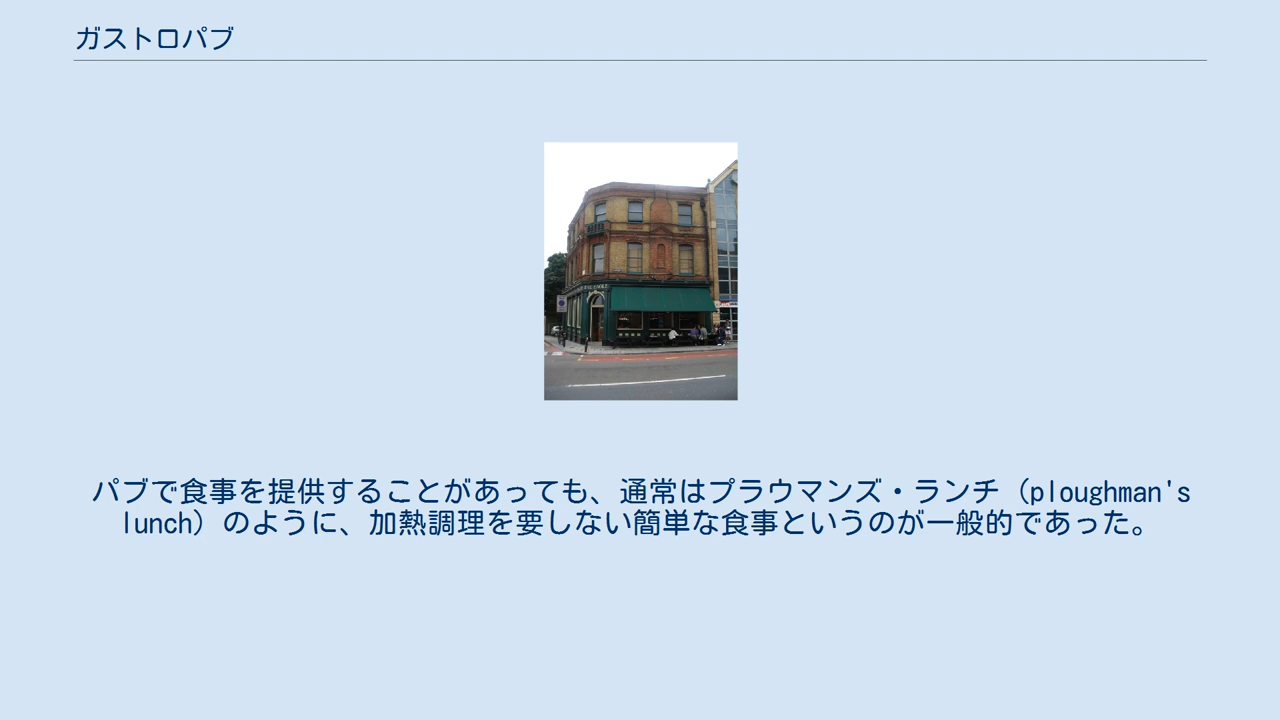 ガストロパブ
パブで食事を提供することがあっても、通常はプラウマンズ・ランチ（ploughman's
lunch）のように、加熱調理を要しない簡単な食事というのが一般的であった。